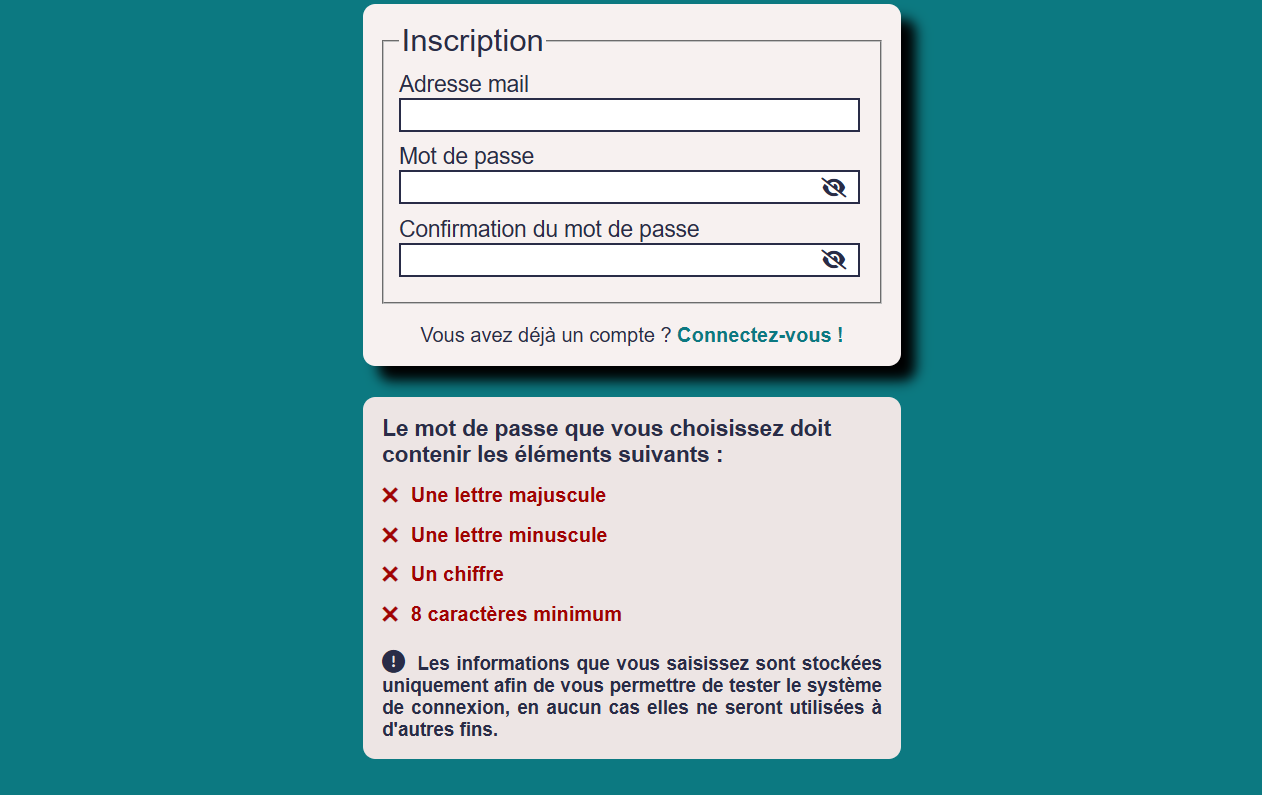 Inscription
Adresse mail
Mot de passe
Confirmation du mot de passe
Vous avez déjà un compte ? Connectez-vous !
Le mot de passe que vous choisissez doit
contenir les éléments suivants :
Une lettre majuscule
Une lettre minuscule
Un chiffre
8 caractères minimum
Les informations que vous saisissez sont stockées
uniquement afin de vous permettre de tester le système
de connexion, en aucun cas elles ne seront utilisées à
d'autres fins.